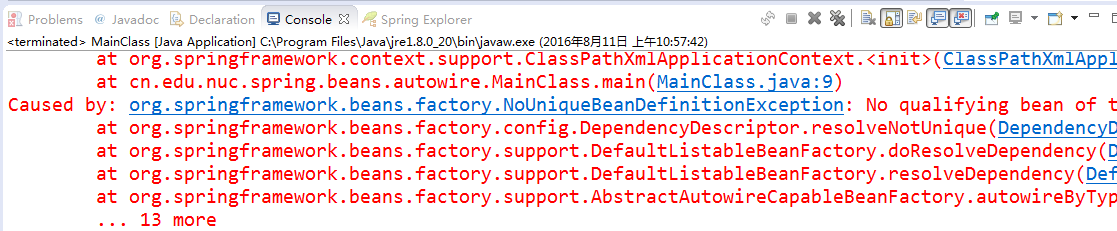 Problems @ Javadoc Declaration Console Spring Explorer
<terminated> MainClass [Java Application] C:\Program Files\Java\jre1.8.0_20\bin\javaw.exe (2016年8月11日 上午10:57:42)
at org.springframework.context.support.ClassPathXmlApplicationContext.<init>(ClassPathXmlAppl
at cn.edu.nuc.spring.beans.autowire.MainClass.main(MainClass.java:9)
Caused by: org.springframework.beans.factory.NoUniqueBeanDefinitionException: No qualifying bean of t
at org.springframework.beans.factory.config.DependencyDescriptor.resolveNotUnique(DependencyD
at org.springframework.beans.factory.support.DefaultListableBeanFactory.doResolveDependency(D
at org.springframework.beans.factory.support.DefaultListableBeanFactory.resolveDependency(Def
at org.springframework.beans.factory.support.AbstractAutowireCapableBeanFactory.autowireByTyp
... 13 more